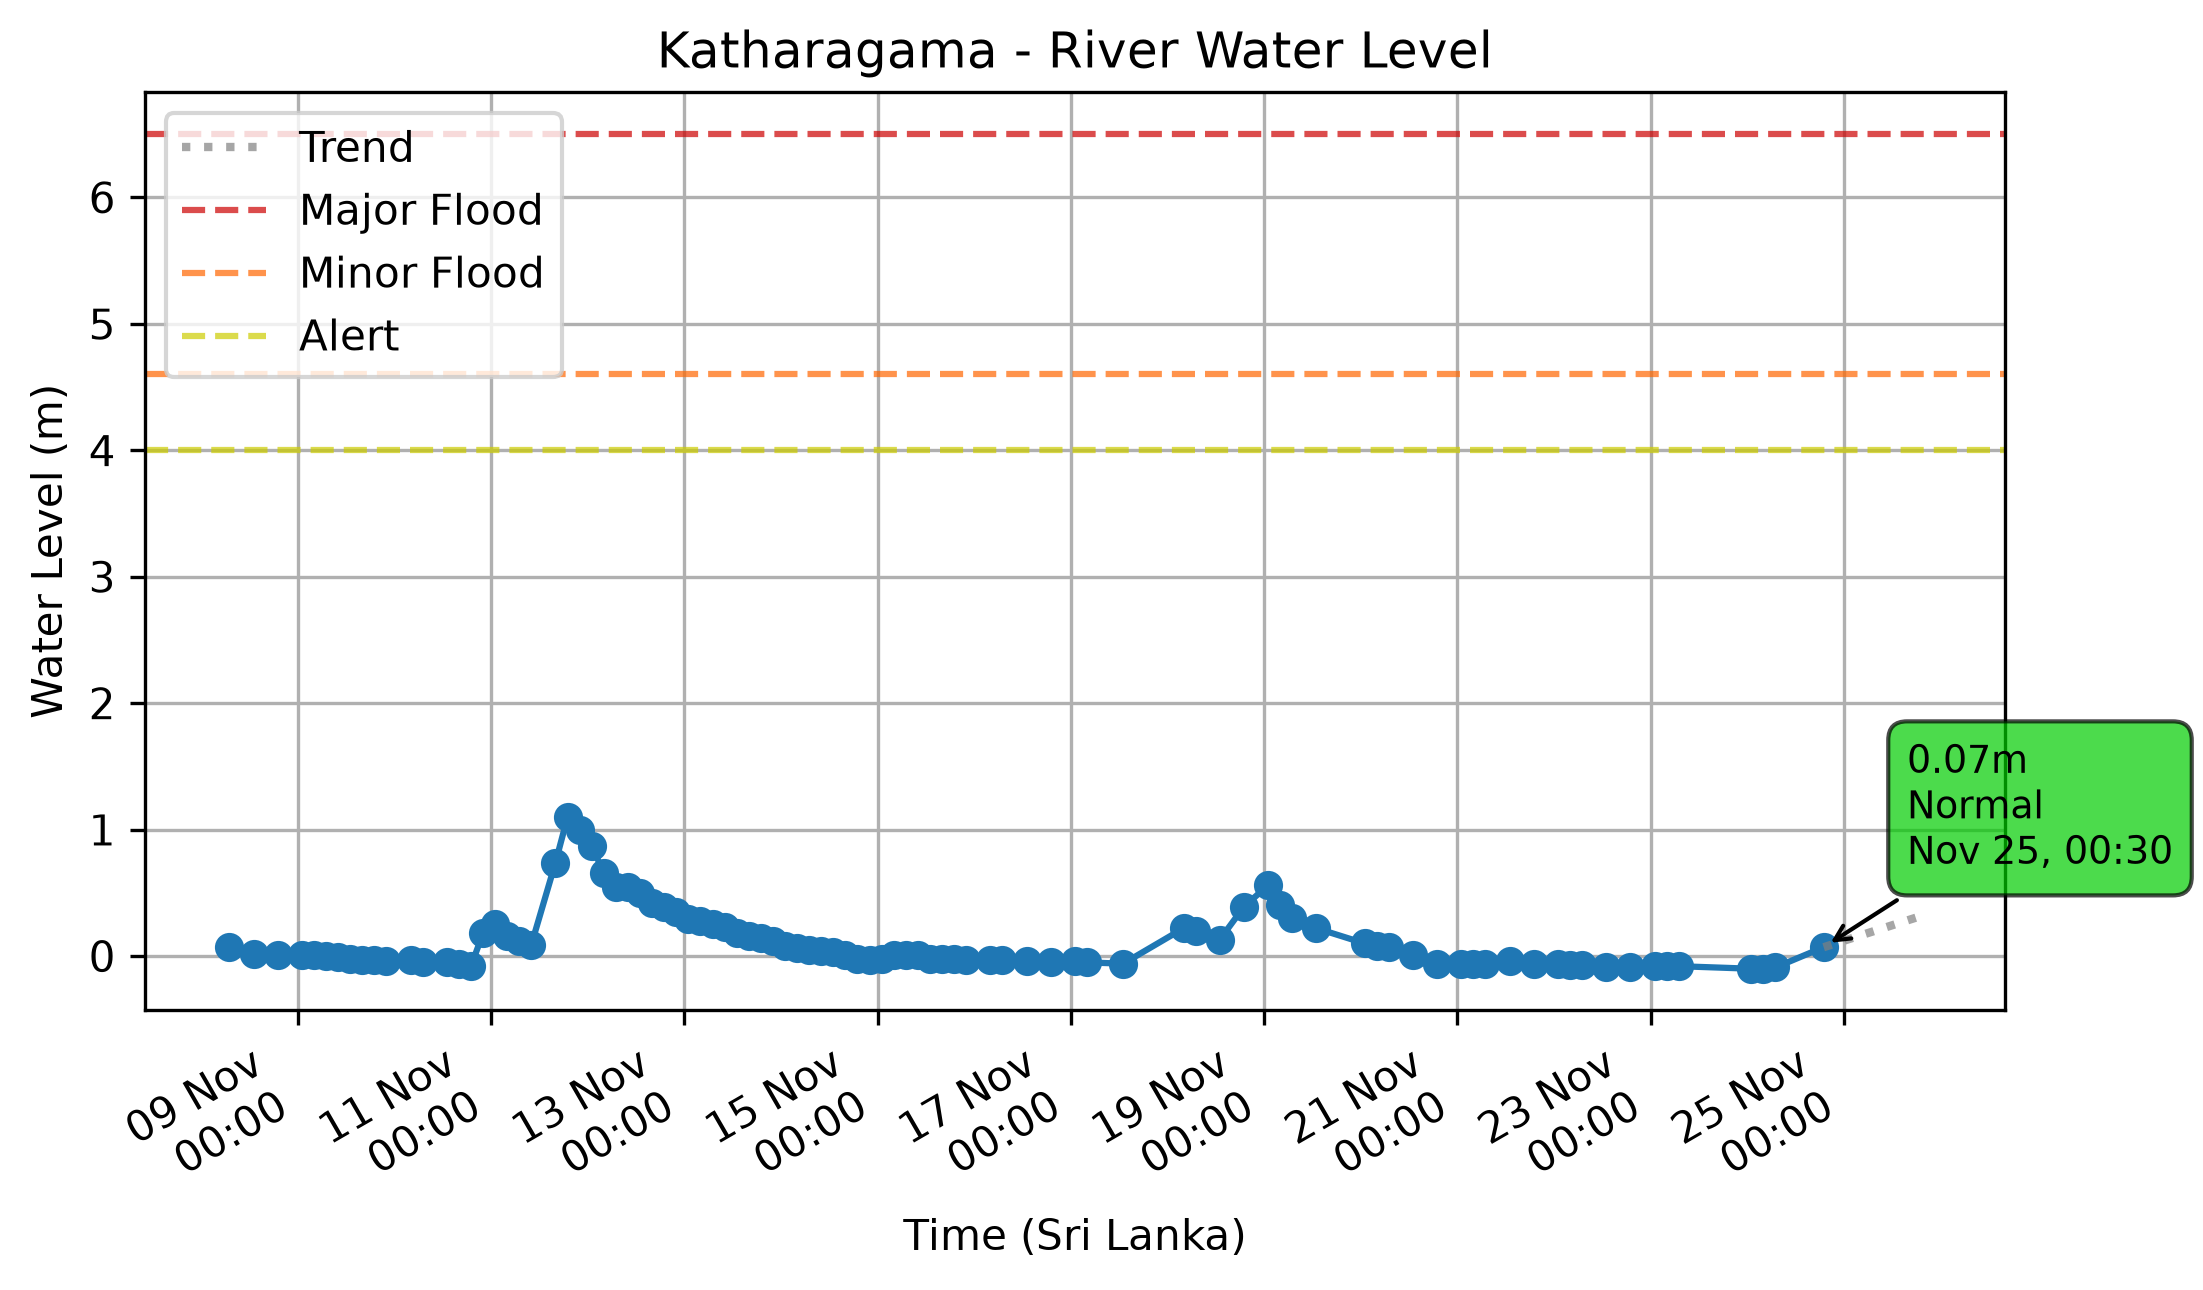 Katharagama - River Water Level
Trend
Major Flood
Minor Flood
Alert
Water Level (m)
6
5
4
3
2
1
0
0.07m
Normal
Nov 25, 00:30
09 Nov
00:00
11 Nov
00:00
13 Nov
00:00
15 Nov
00:00
17 Nov
00:00
19 Nov
00:00
21 Nov
00:00
23 Nov
00:00
25 Nov
00:00
Time (Sri Lanka)